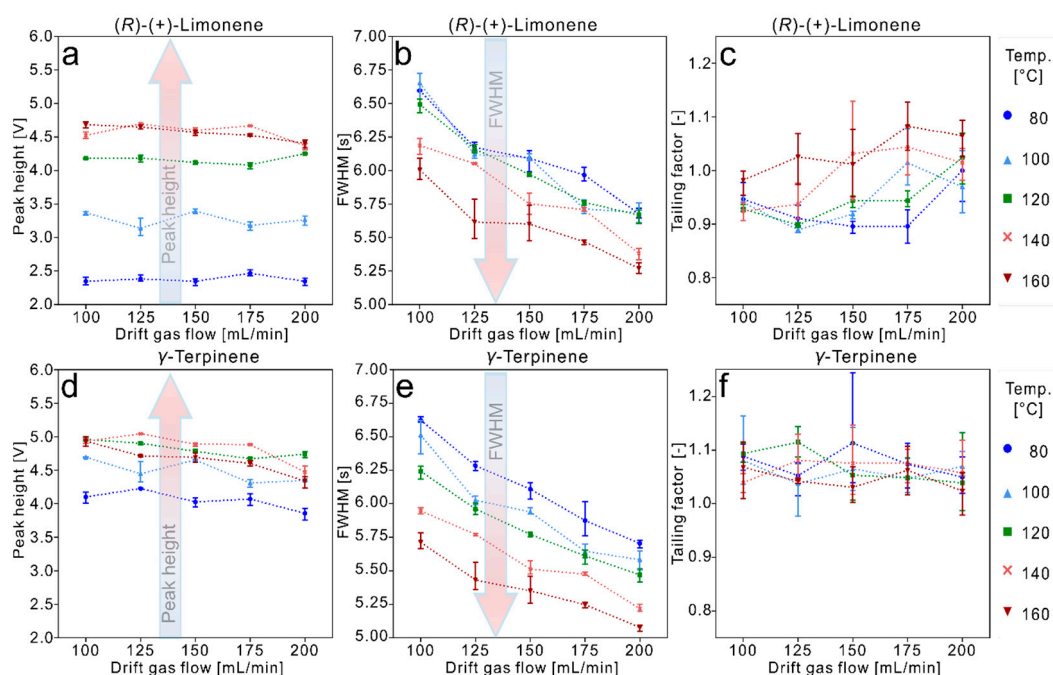 (R)-(+)-Limonene
a
Peak height [V]
6.0
5.5
5.0
4.5
4.0
3.5
3.0
2.5
2.0
Peak height
100 125 150 175 200
Drift gas flow [mL/min]
(R)-(+)-Limonene
b
FWHM [s]
7.00
6.75
6.50
6.25
6.00
5.75
5.50
5.25
5.00
FWHM
100 125 150 175 200
Drift gas flow [mL/min]
(R)-(+)-Limonene
c
Tailing factor [-]
1.2
1.1
1.0
0.9
0.8
100 125 150 175 200
Drift gas flow [mL/min]
Temp.
[°C]
80
100
120
140
160
γ-Terpinene
d
Peak height [V]
6.0
5.5
5.0
4.5
4.0
3.5
3.0
2.5
2.0
Peak height
100 125 150 175 200
Drift gas flow [mL/min]
γ-Terpinene
e
FWHM [s]
7.00
6.75
6.50
6.25
6.00
5.75
5.50
5.25
5.00
FWHM
100 125 150 175 200
Drift gas flow [mL/min]
γ-Terpinene
f
Tailing factor [-]
1.2
1.1
1.0
0.9
0.8
100 125 150 175 200
Drift gas flow [mL/min]
Temp.
[°C]
80
100
120
140
160